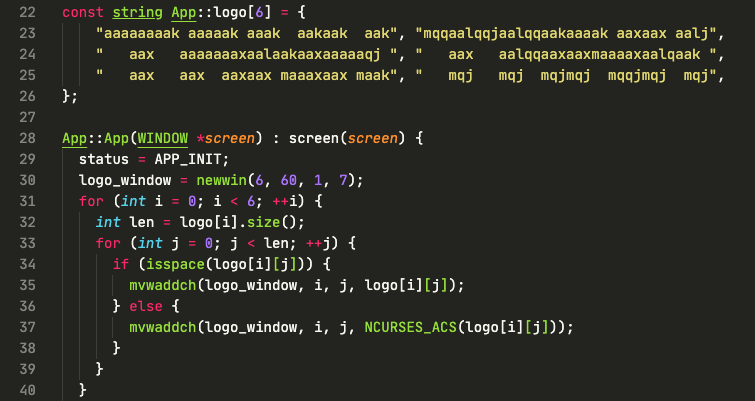 22 const string App::logo[6] = {
23     "aaaaaaaak aaaaak aaak  aakaak  aak", "mqqaalqqjaalqqaakaaaak aaxaax aalj",
24     "   aax   aaaaaaaxaalaakaaxaaaaaqj ", "   aax   aalqqaaxaaxmaaaaxaalqaak ",
25     "   aax   aax  aaxaax maaaxaax maak", "   mqj   mqj  mqjmqj  mqqjmqj  mqj",
26 };
27
28 App::App(WINDOW *screen) : screen(screen) {
29   status = APP_INIT;
30   logo_window = newwin(6, 60, 1, 7);
31   for (int i = 0; i < 6; ++i) {
32     int len = logo[i].size();
33     for (int j = 0; j < len; ++j) {
34       if (isspace(logo[i][j])) {
35         mvwaddch(logo_window, i, j, logo[i][j]);
36       } else {
37         mvwaddch(logo_window, i, j, NCURSES_ACS(logo[i][j]));
38       }
39     }
40   }